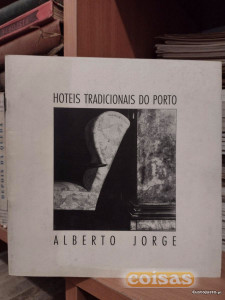 HOTEIS TRADICIONAIS DO PORTO
ALBERTO JORGE
coisas